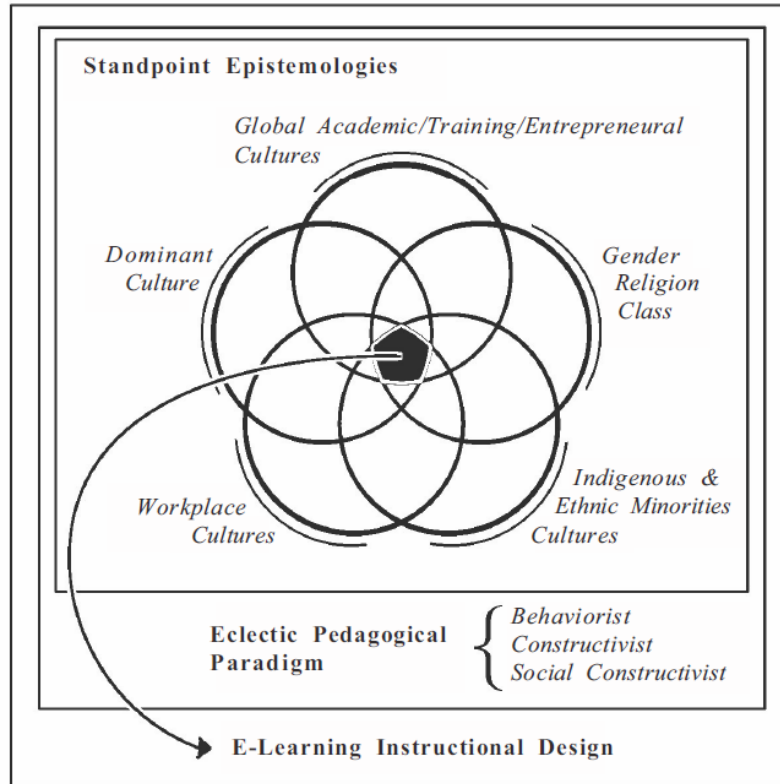 Standpoint Epistemologies
Global Academic/Training/Entrepreneural
Cultures
Dominant
Culture
Gender
Religion
Class
Workplace
Cultures
Indigenous &
Ethnic Minorities
Cultures
Eclectic Pedagogical
Paradigm
Behaviorist
Constructivist
Social Constructivist
E-Learning Instructional Design